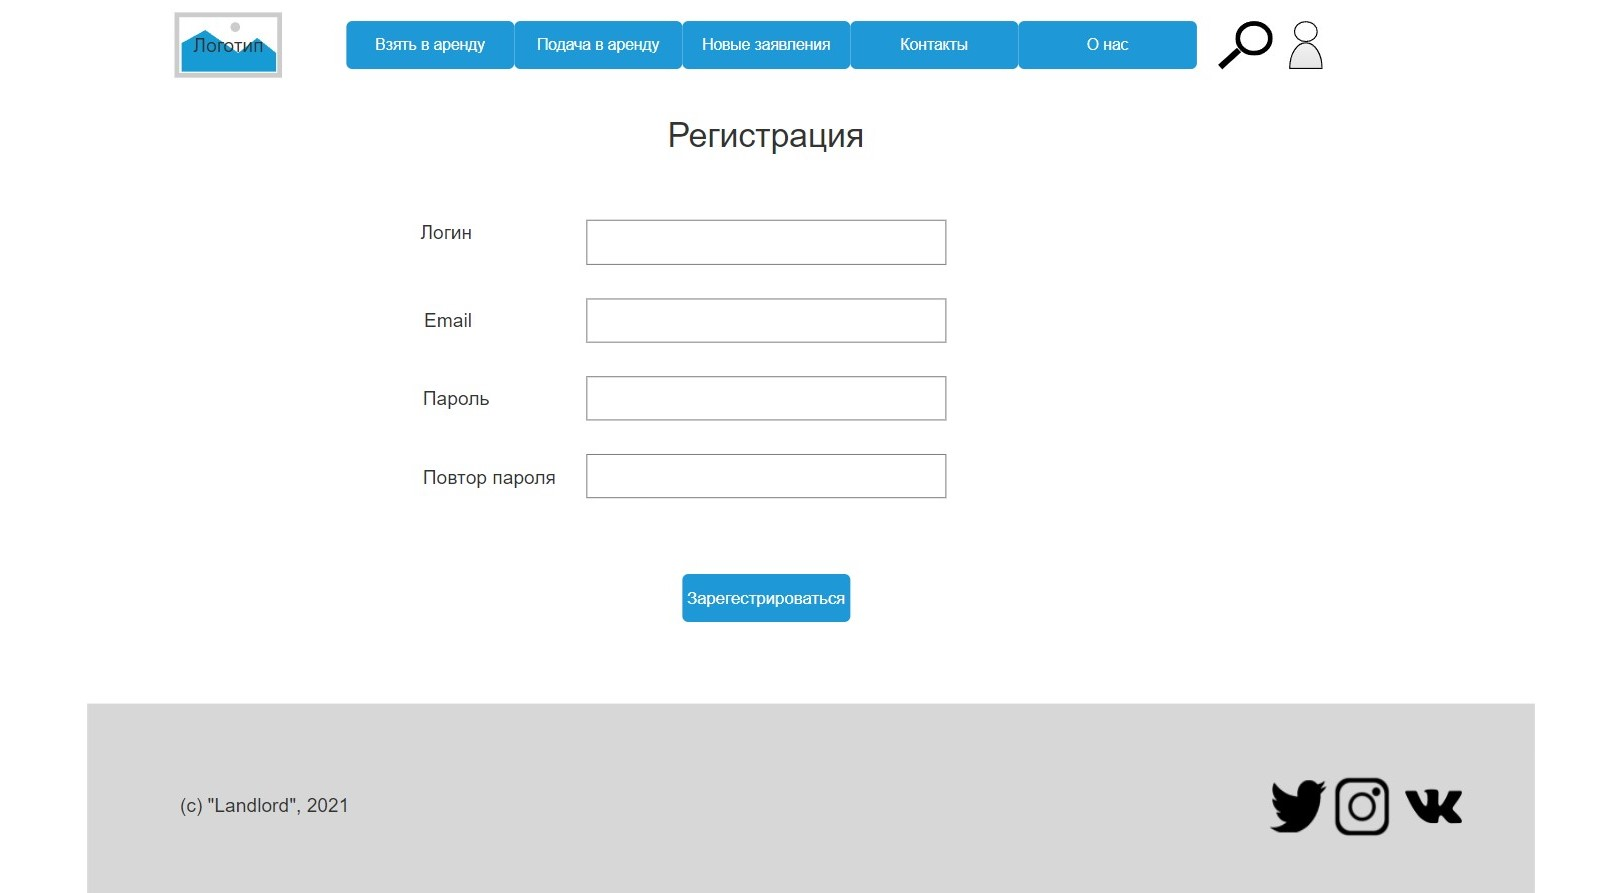 Логотип
Взять в аренду
Подача в аренду
Новые заявления
Контакты
О нас
Регистрация
Логин
Email
Пароль
Повтор пароля
Зарегестрироваться
(c) "Landlord", 2021